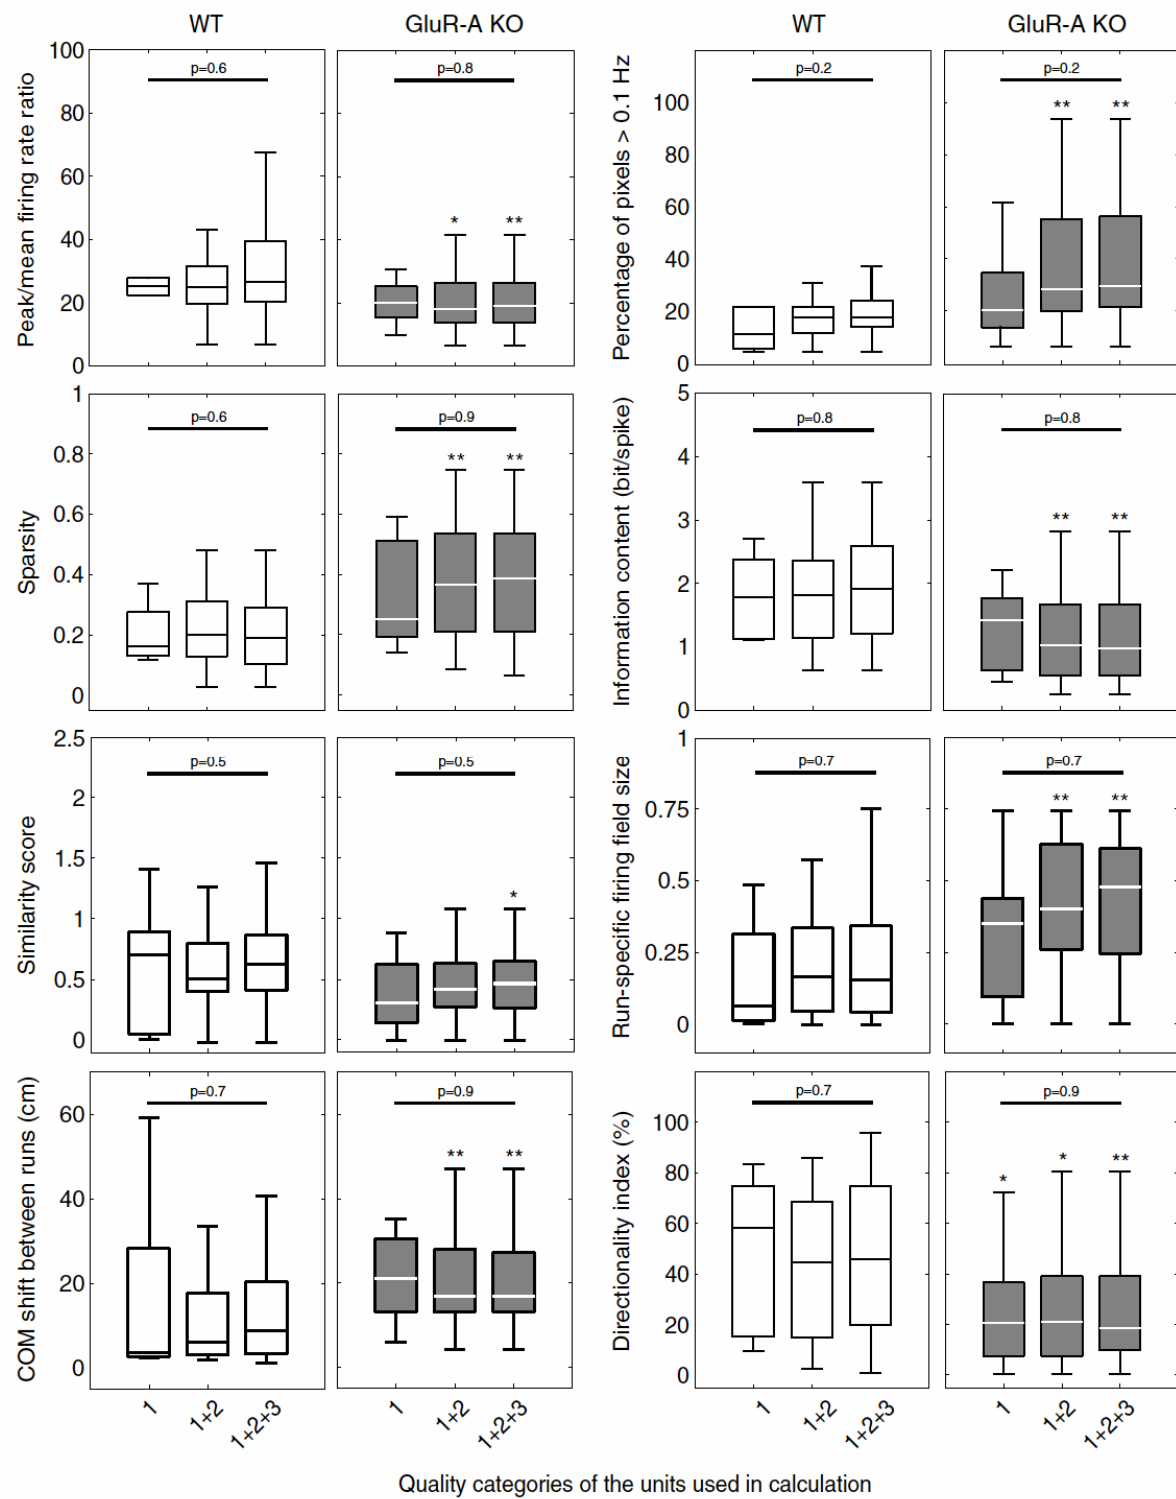 WT
GluR-A KO
WT
GluR-A KO
Peak/mean firing rate ratio
100
80
60
40
20
0
p=0.6
p=0.8
*
**
Percentage of pixels > 0.1 Hz
100
80
60
40
20
0
p=0.2
p=0.2
**
**
Sparsity
1
0.8
0.6
0.4
0.2
0
p=0.6
p=0.9
**
**
Information content (bit/spike)
5
4
3
2
1
0
p=0.8
p=0.8
**
**
Similarity score
2.5
2
1.5
1
0.5
0
p=0.5
p=0.5
*
Run-specific firing field size
1
0.75
0.5
0.25
0
p=0.7
p=0.7
**
**
COM shift between runs (cm)
60
40
20
0
p=0.7
p=0.9
**
**
Directionality index (%)
100
80
60
40
20
0
p=0.7
p=0.9
*
*
**
1
1+2
1+2+3
1
1+2
1+2+3
1
1+2
1+2+3
1
1+2
1+2+3
Quality categories of the units used in calculation